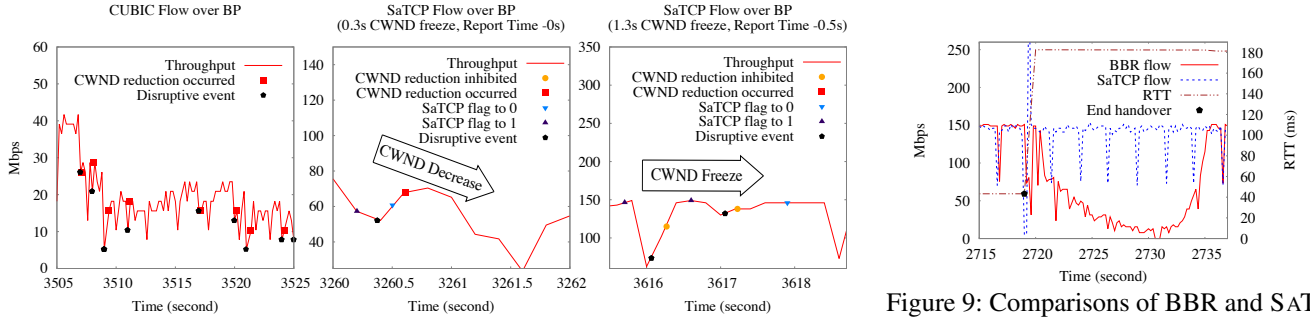 CUBIC Flow over BP
Throughput
CWND reduction occurred
Disruptive event
Mbps
60
50
40
30
20
10
0
3505
3510
3515
3520
3525
Time (second)
SaTCP Flow over BP
(0.3s CWND freeze, Report Time -0s)
Throughput
CWND reduction inhibited
CWND reduction occurred
SaTCP flag to 0
SaTCP flag to 1
Disruptive event
CWND Decrease
140
120
100
80
60
40
3260
3260.5
3261
3261.5
3262
Time (second)
SaTCP Flow over BP
(1.3s CWND freeze, Report Time -0.5s)
Throughput
CWND reduction inhibited
CWND reduction occurred
SaTCP flag to 0
SaTCP flag to 1
Disruptive event
CWND Freeze
350
300
250
200
150
100
3616
3617
3618
Time (second)
BBR flow
SaTCP flow
RTT
End handover
Mbps
250
200
150
100
50
0
RTT (ms)
180
160
140
120
100
80
60
40
20
0
2715
2720
2725
2730
2735
Time (second)
Figure 9: Comparisons of BBR and SAT